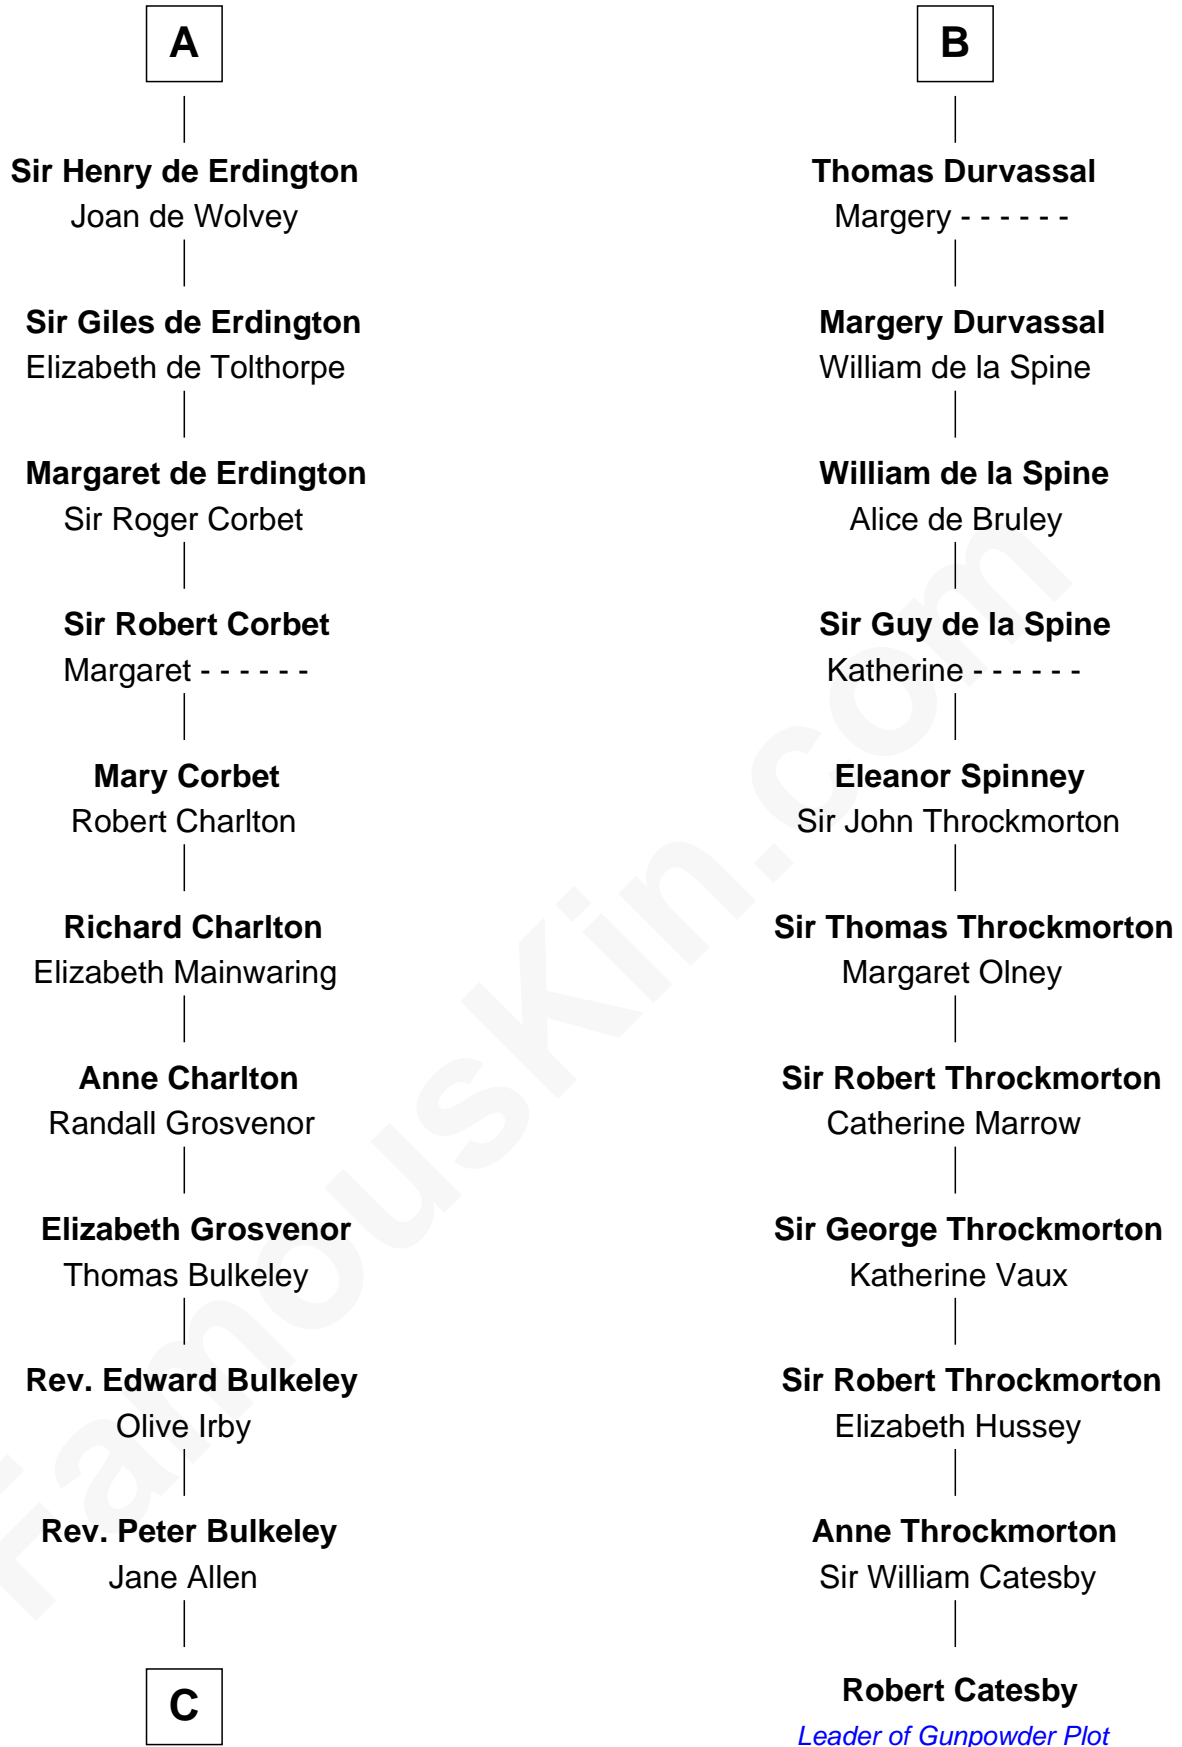 A
Sir Henry de Erdington
Joan de Wolvey
Sir Giles de Erdington
Elizabeth de Tolthorpe
Margaret de Erdington
Sir Roger Corbet
Sir Robert Corbet
Margaret - - - - - -
Mary Corbet
Robert Charlton
Richard Charlton
Elizabeth Mainwaring
Anne Charlton
Randall Grosvenor
Elizabeth Grosvenor
Thomas Bulkeley
Rev. Edward Bulkeley
Olive Irby
Rev. Peter Bulkeley
Jane Allen
C
B
Thomas Durvassal
Margery - - - - - -
Margery Durvassal
William de la Spine
William de la Spine
Alice de Bruley
Sir Guy de la Spine
Katherine - - - - - -
Eleanor Spinney
Sir John Throckmorton
Sir Thomas Throckmorton
Margaret Olney
Sir Robert Throckmorton
Catherine Marrow
Sir George Throckmorton
Katherine Vaux
Sir Robert Throckmorton
Elizabeth Hussey
Anne Throckmorton
Sir William Catesby
Robert Catesby
Leader of Gunpowder Plot
FamousKin.com